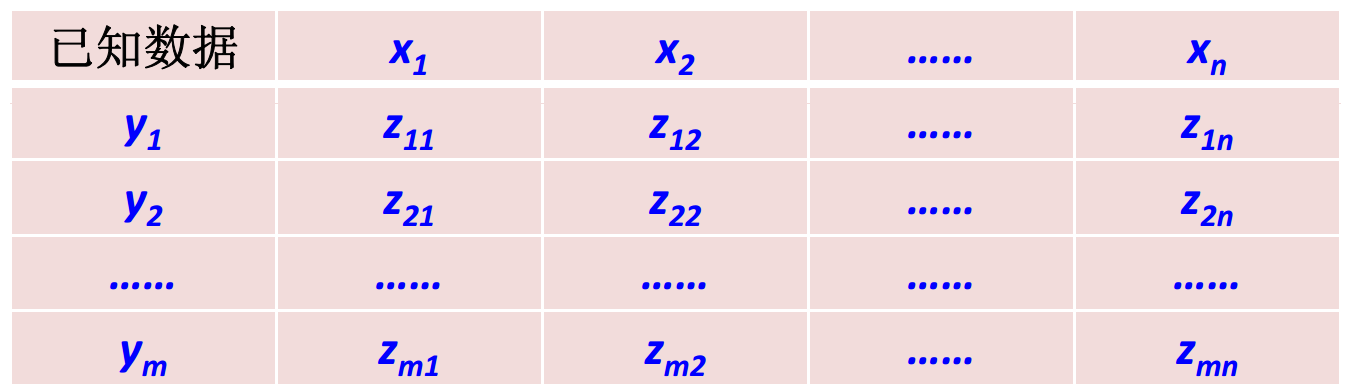 已知数据 x1 x2 …… xn
y1 z11 z12 …… z1n
y2 z21 z22 …… z2n
…… …… …… …… ……
ym zm1 zm2 …… zmn